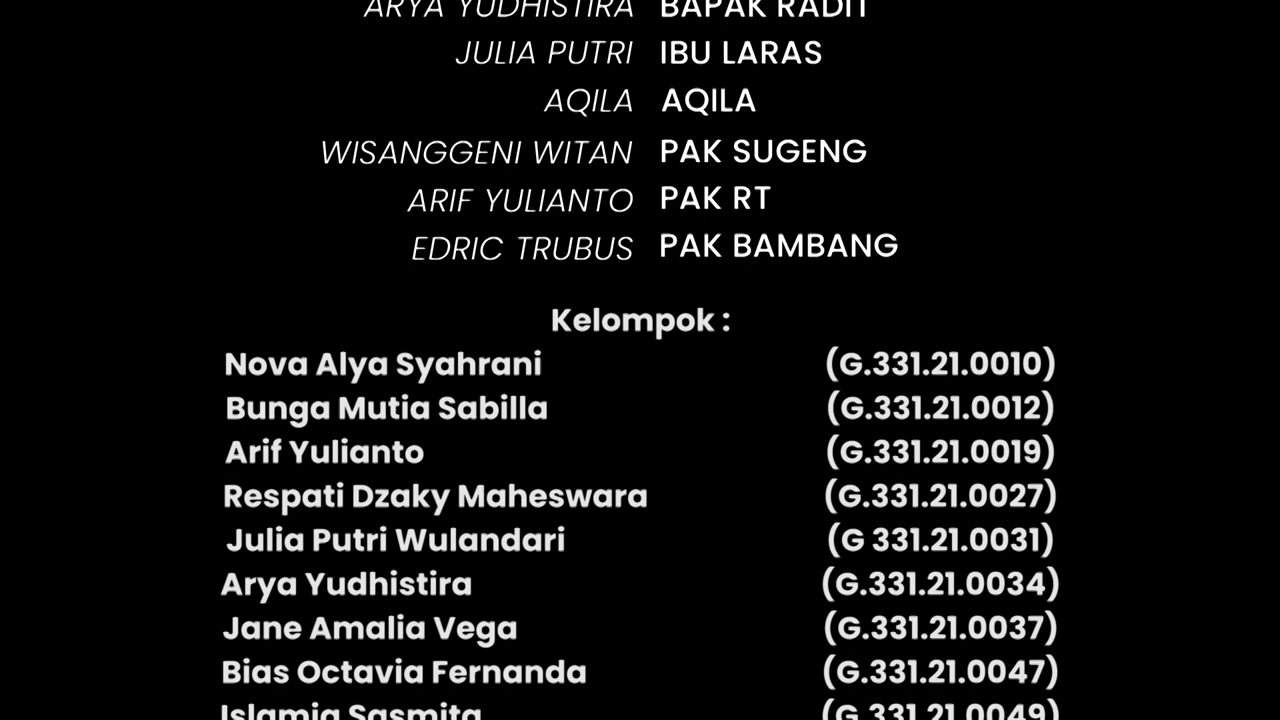 ARYA YUDHISTIRA BAPAK RADIT
JULIA PUTRI IBU LARAS
AQILA AQILA
WISANGGENI WITAN PAK SUGENG
ARIF YULIANTO PAK RT
EDRIC TRUBUS PAK BAMBANG
Kelompok :
Nova Alya Syahrani (G.331.21.0010)
Bunga Mutia Sabilla (G.331.21.0012)
Arif Yulianto (G.331.21.0019)
Respati Dzaky Maheswara (G.331.21.0027)
Julia Putri Wulandari (G 331.21.0031)
Arya Yudhistira (G.331.21.0034)
Jane Amalia Vega (G.331.21.0037)
Bias Octavia Fernanda (G.331.21.0047)
Islamia Sasmita (G.331.21.0049)